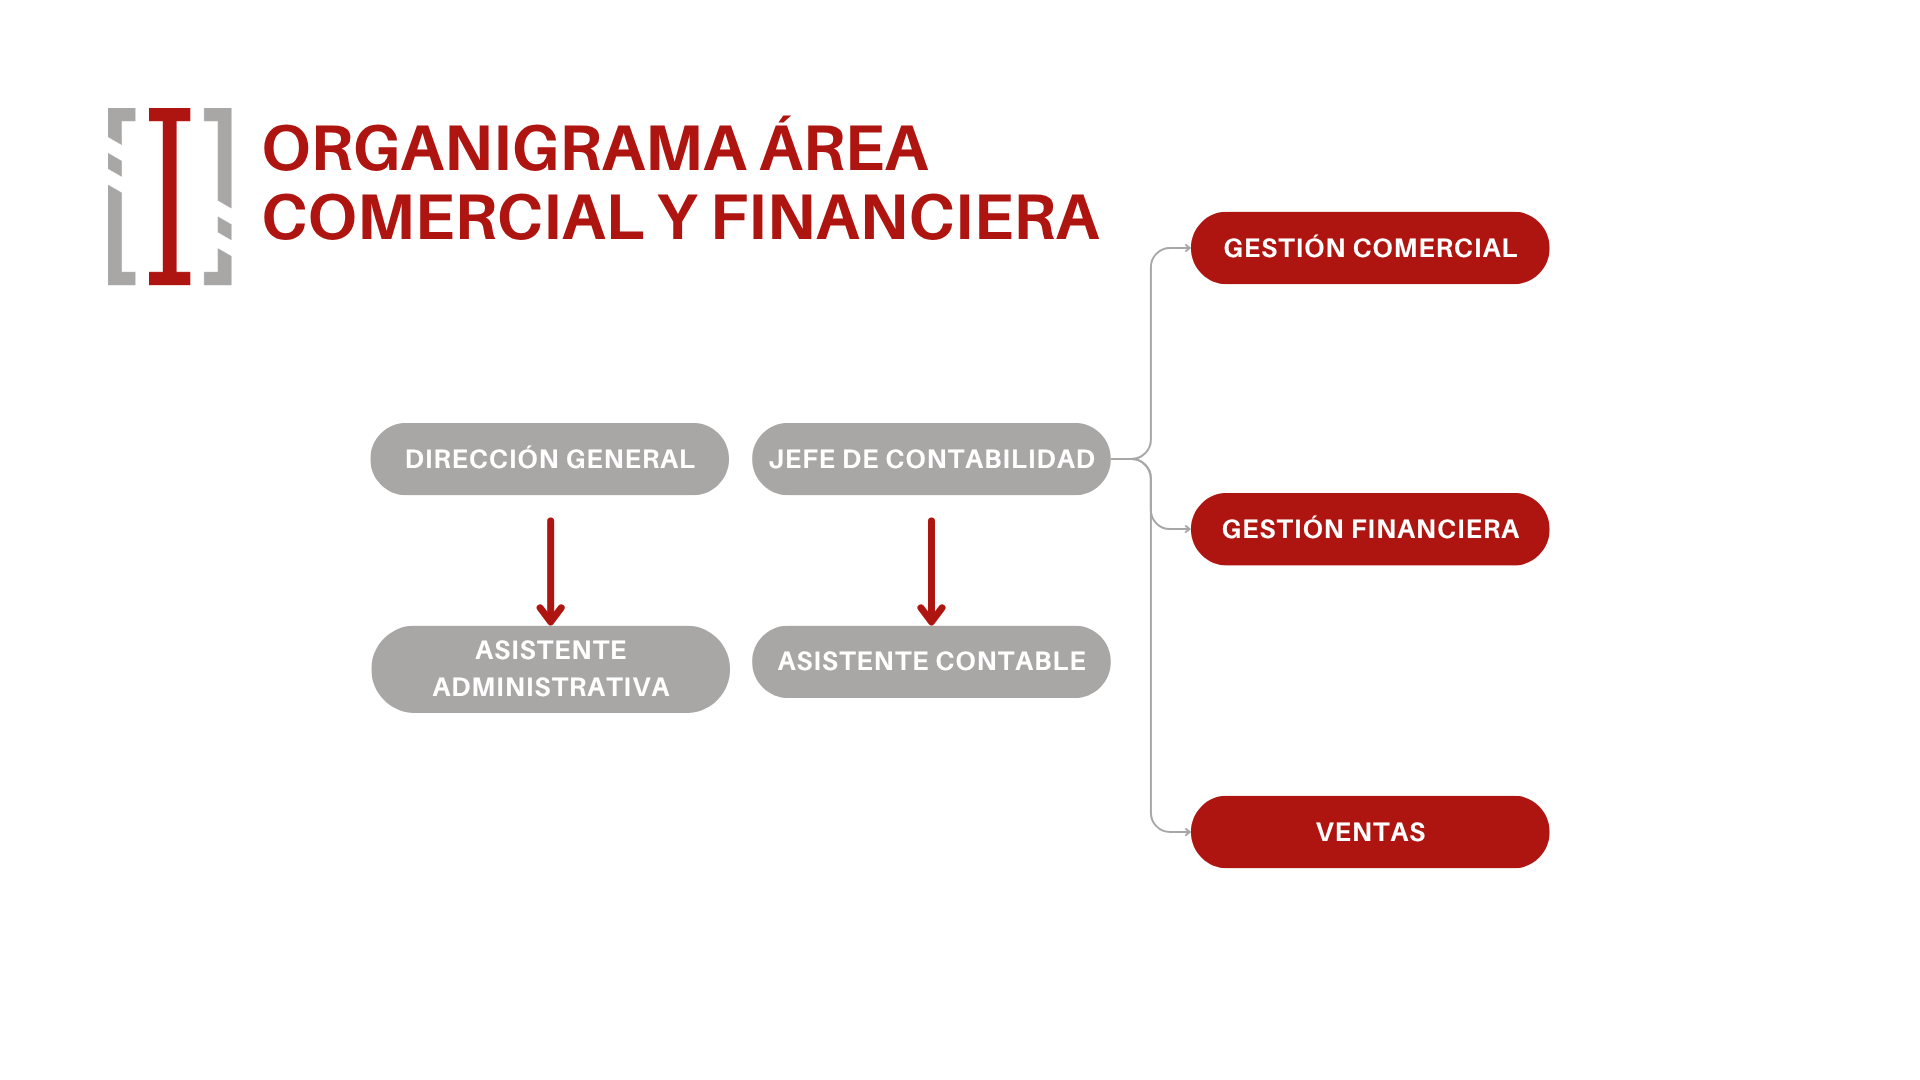 ORGANIGRAMA ÁREA
COMERCIAL Y FINANCIERA
GESTIÓN COMERCIAL
DIRECCIÓN GENERAL
JEFE DE CONTABILIDAD
GESTIÓN FINANCIERA
ASISTENTE
ADMINISTRATIVA
ASISTENTE CONTABLE
VENTAS